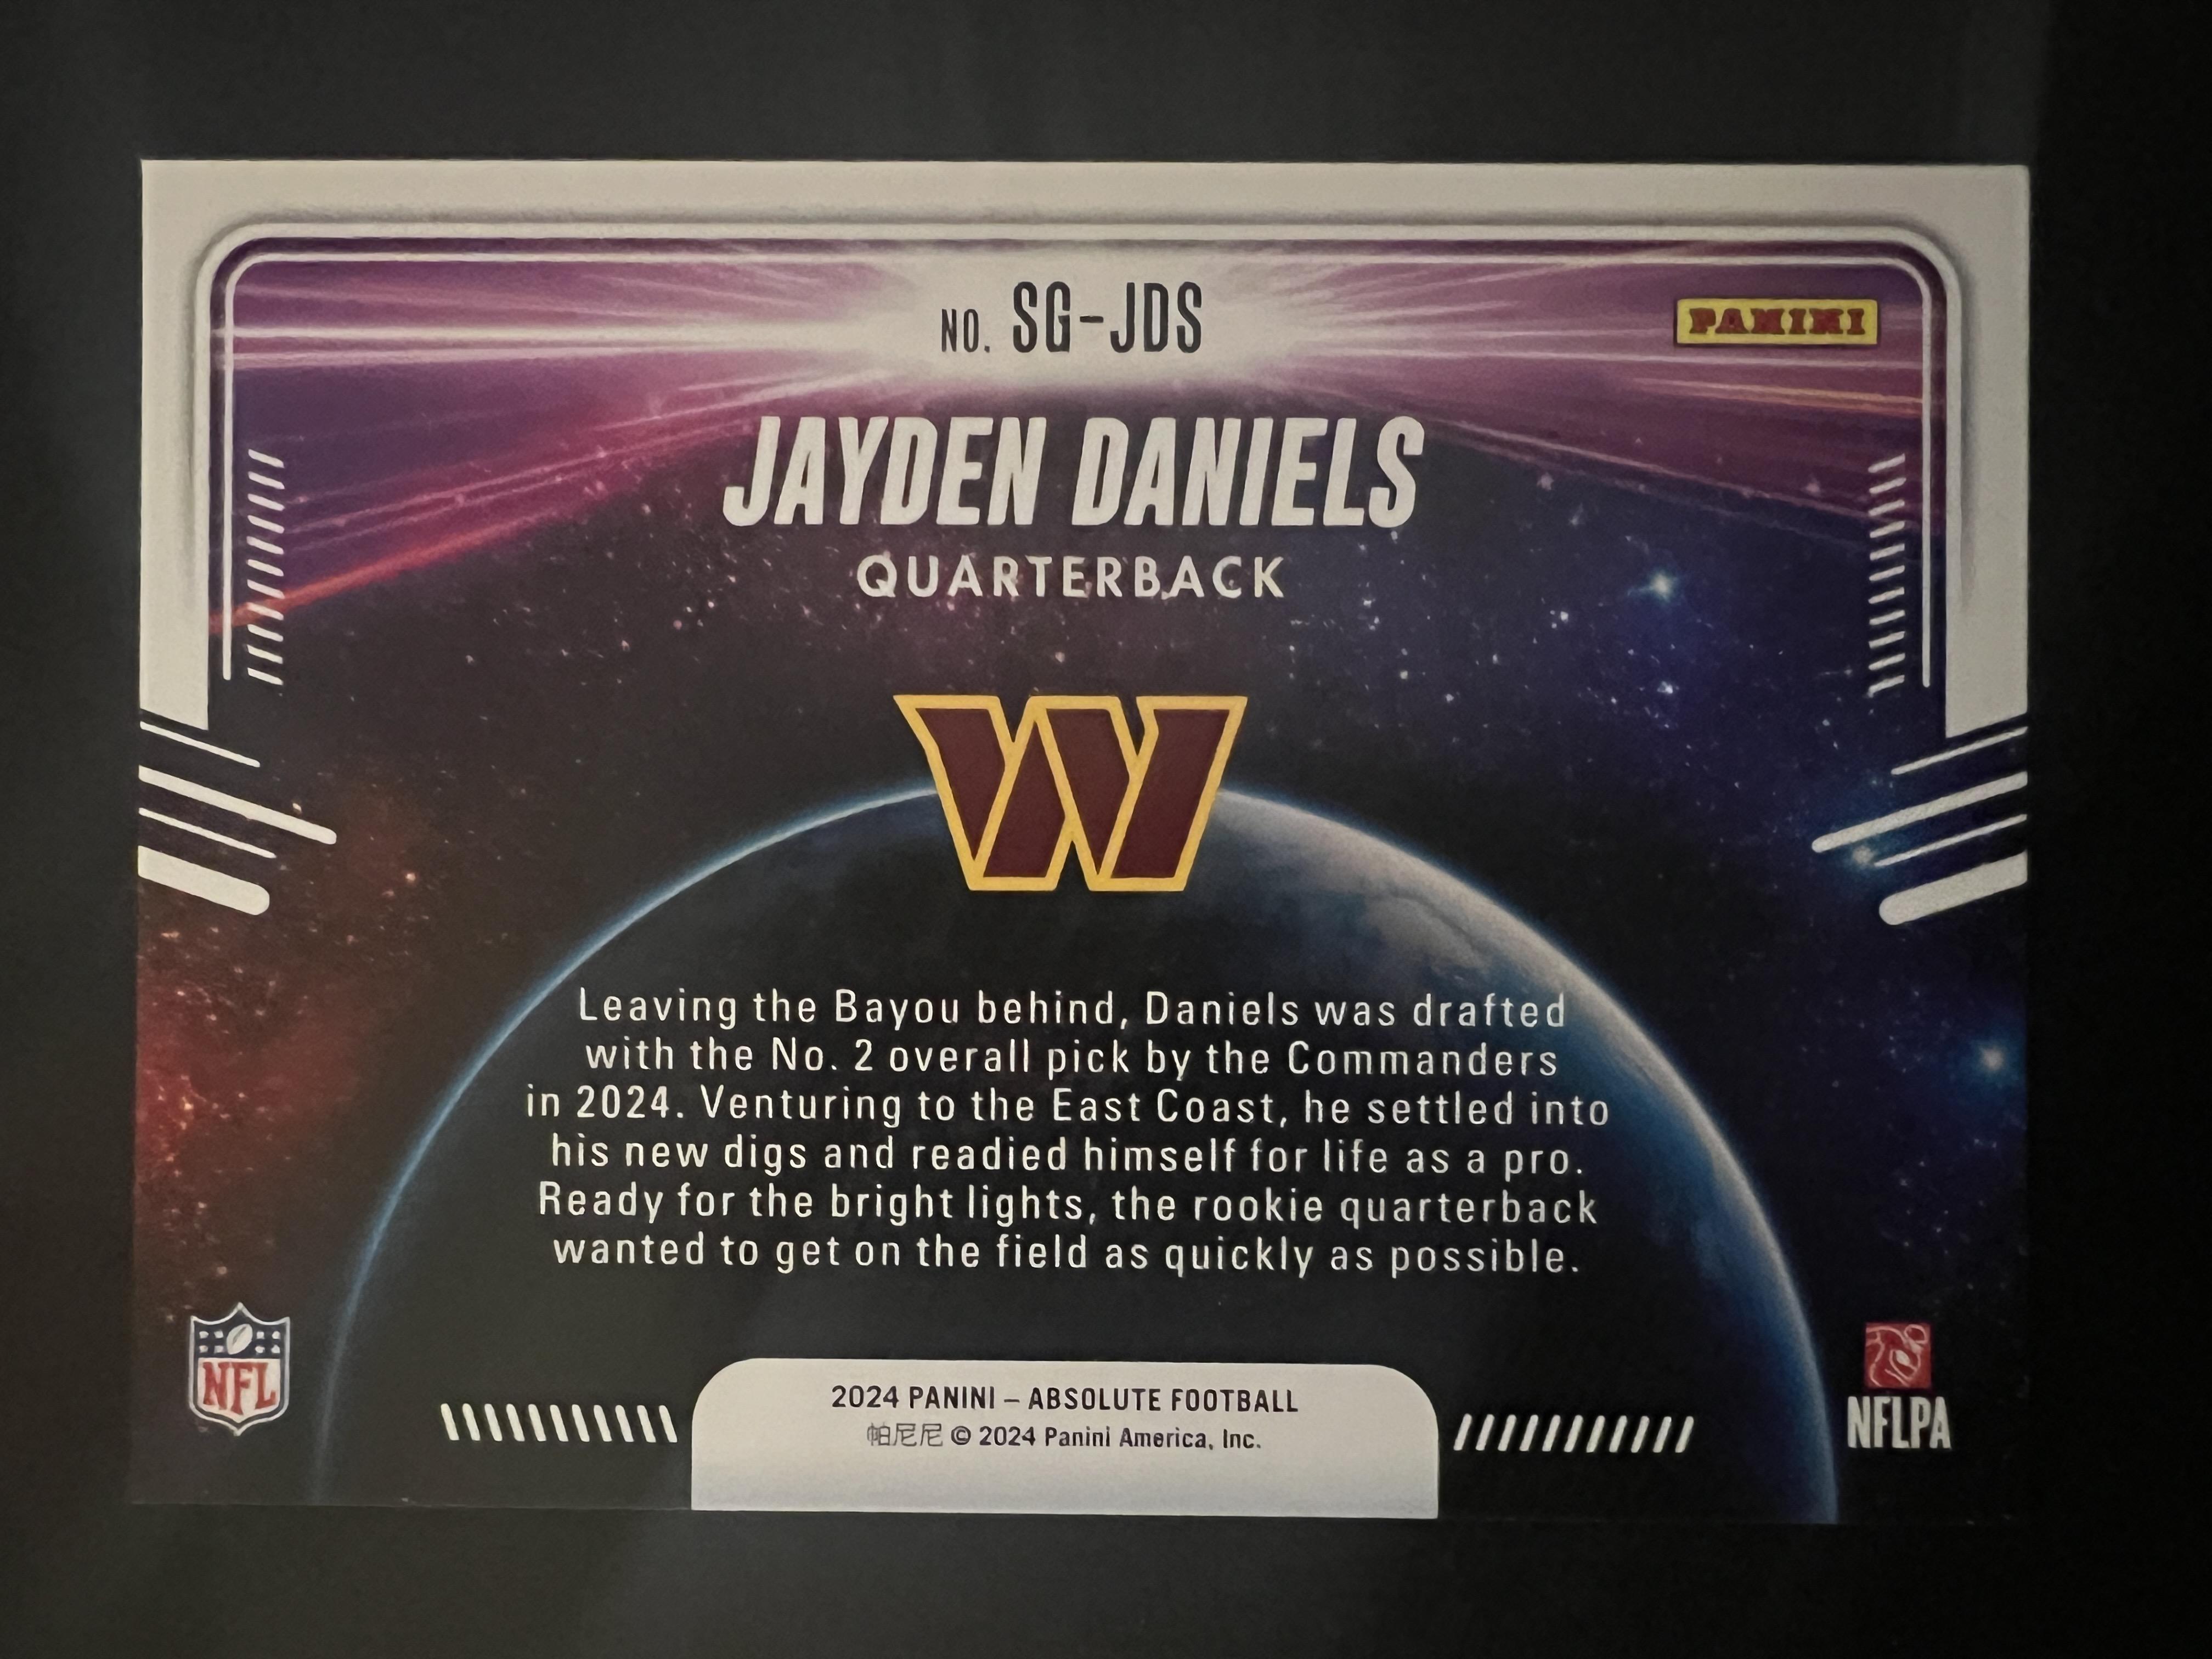 NO. SG-JDS
PANINI
JAYDEN DANIELS
QUARTERBACK
W
Leaving the Bayou behind, Daniels was drafted
with the No. 2 overall pick by the Commanders
in 2024. Venturing to the East Coast, he settled into
his new digs and readied himself for life as a pro.
Ready for the bright lights, the rookie quarterback
wanted to get on the field as quickly as possible.
NFL
2024 PANINI – ABSOLUTE FOOTBALL
帕尼尼 © 2024 Panini America, Inc.
NFLPA